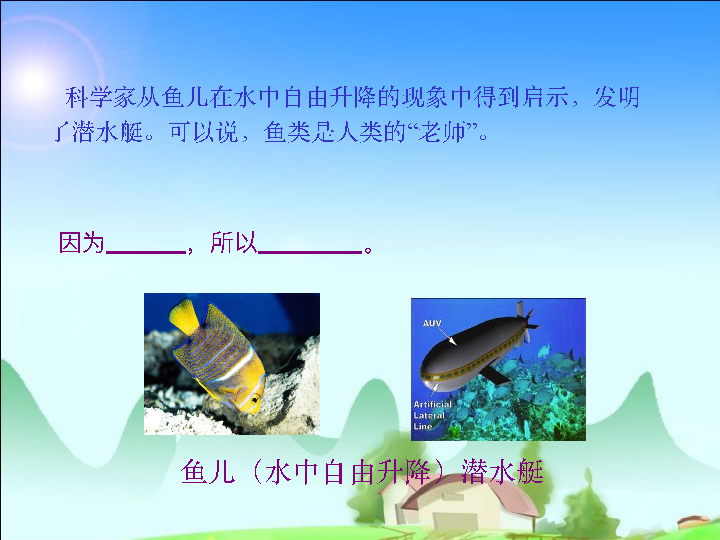 科学家从鱼儿在水中自由升降的现象中得到启示，发明
了潜水艇。可以说，鱼类是人类的“老师”。
因为______，所以________。
AUV
Artificial
Lateral
Line
鱼儿（水中自由升降）潜水艇